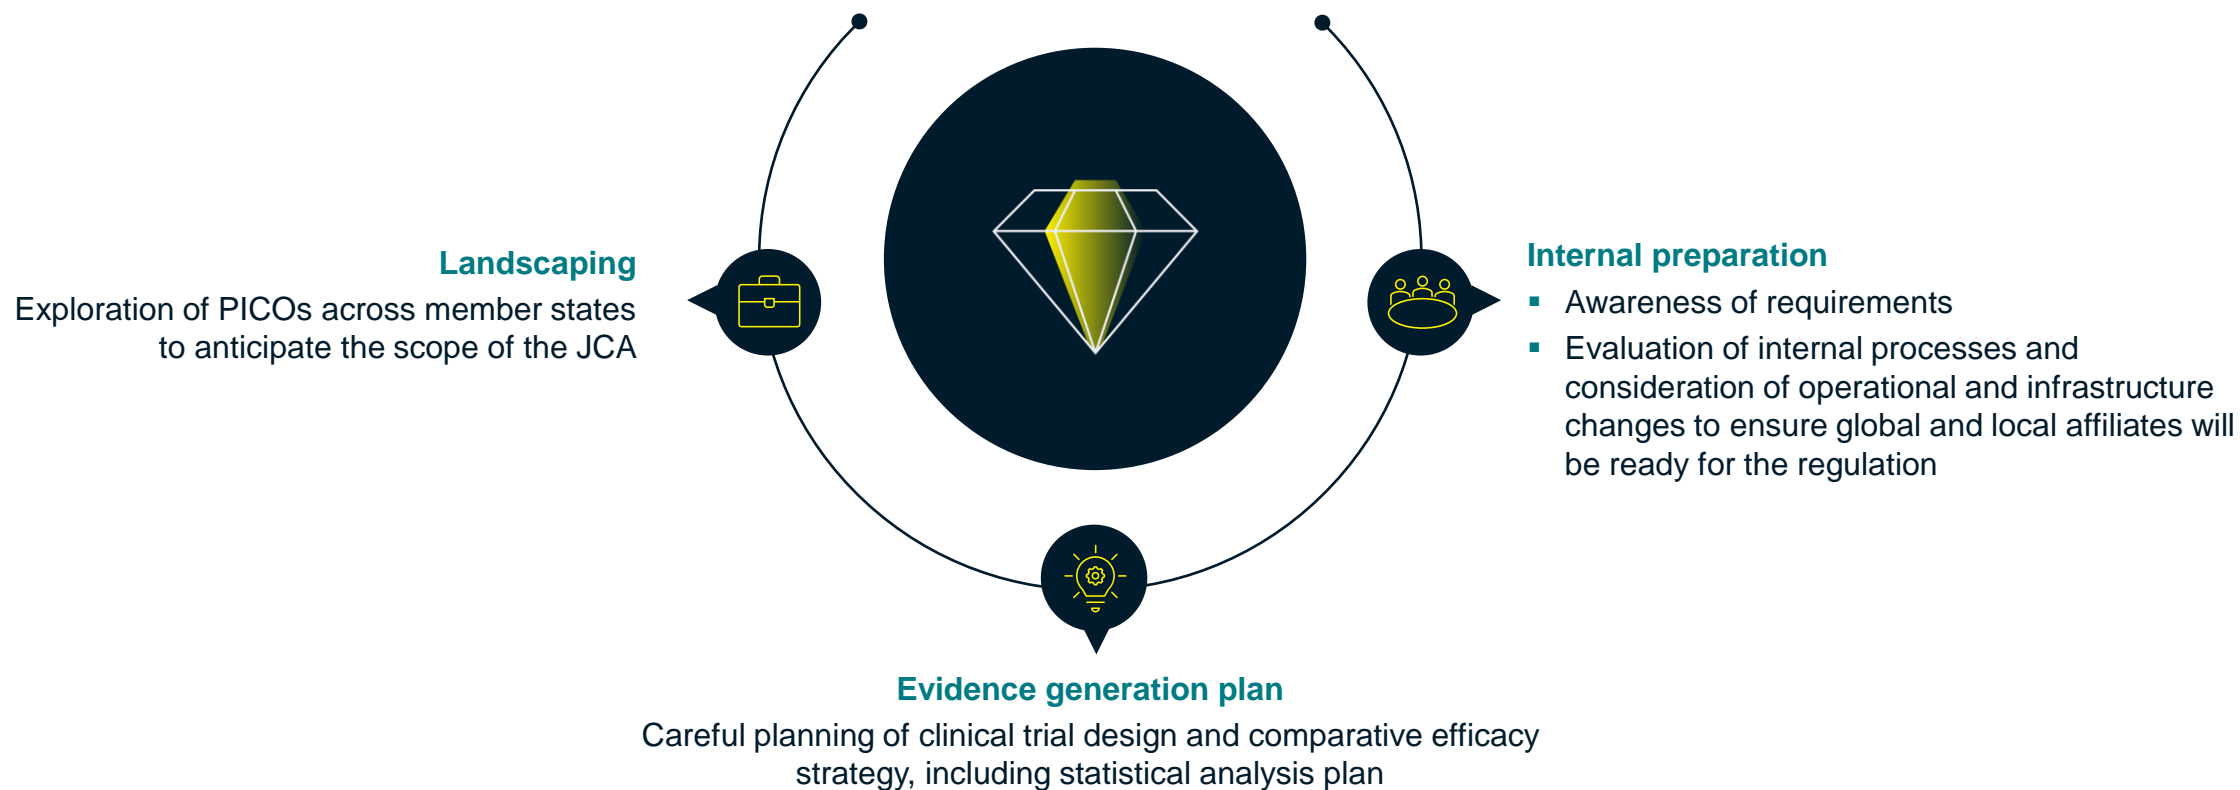 Landscaping
Exploration of PICOs across member states
to anticipate the scope of the JCA
Evidence generation plan
Careful planning of clinical trial design and comparative efficacy
strategy, including statistical analysis plan
Internal preparation
▪ Awareness of requirements
▪ Evaluation of internal processes and
consideration of operational and infrastructure
changes to ensure global and local affiliates will
be ready for the regulation